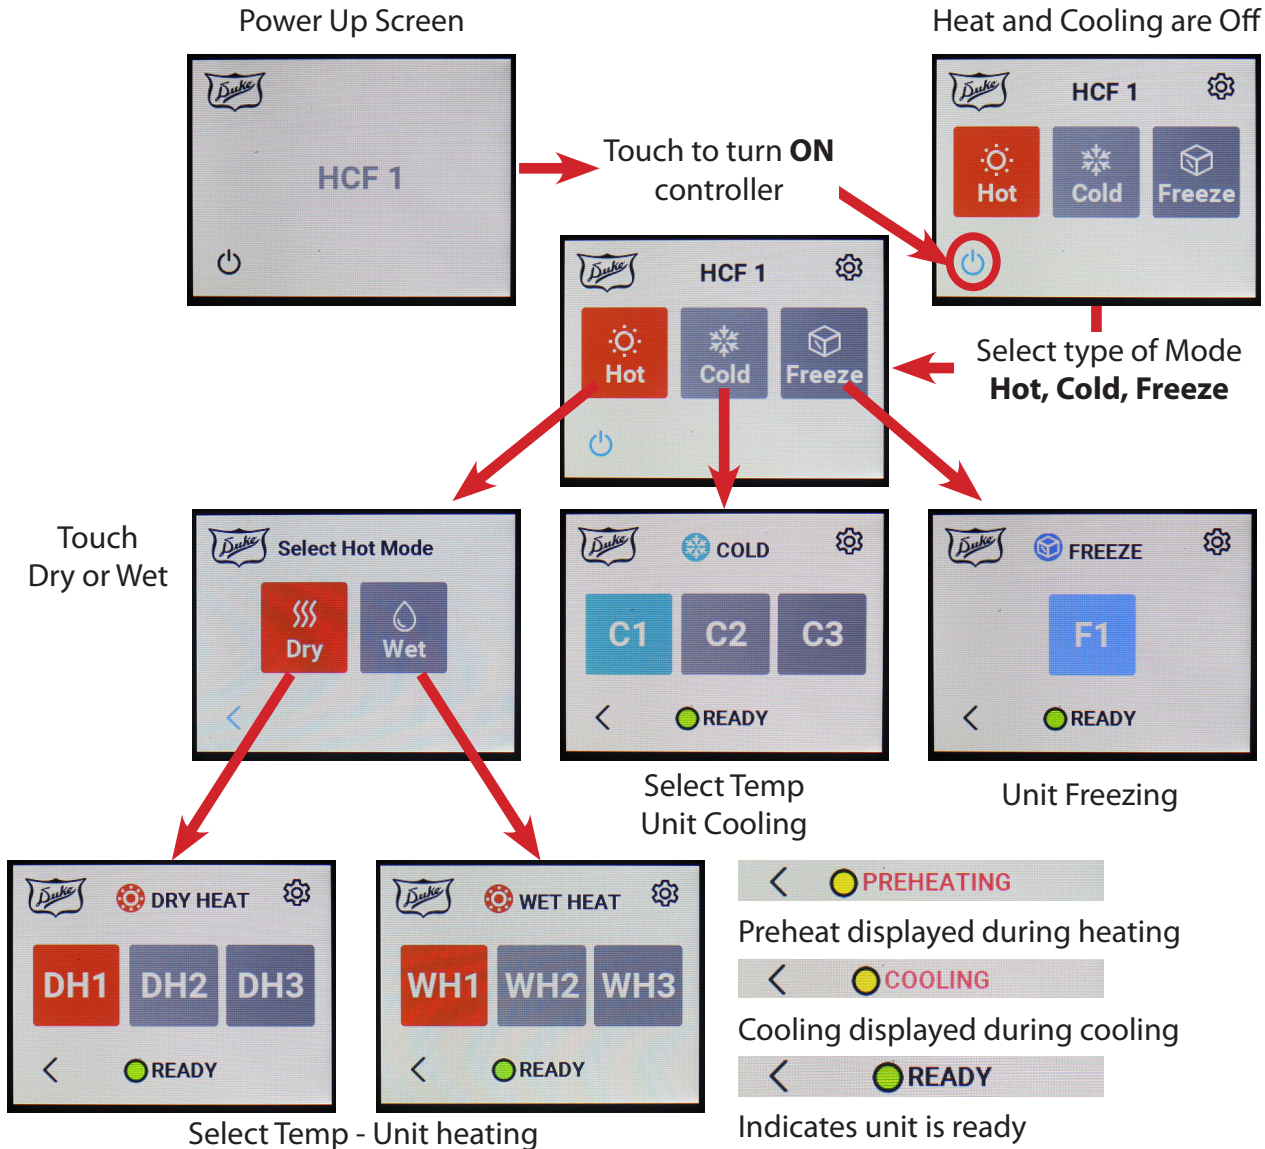 Power Up Screen
Heat and Cooling are Off
Duke
HCF 1
Touch to turn ON
controller
Duke
HCF 1
Hot
Cold
Freeze
Duke
HCF 1
Hot
Cold
Freeze
Select type of Mode
Hot, Cold, Freeze
Touch
Dry or Wet
Duke
Select Hot Mode
Dry
Wet
Duke
COLD
C1
C2
C3
READY
Duke
FREEZE
F1
READY
Select Temp
Unit Cooling
Unit Freezing
Duke
DRY HEAT
DH1
DH2
DH3
READY
Duke
WET HEAT
WH1
WH2
WH3
READY
Select Temp - Unit heating
PREHEATING
Preheat displayed during heating
COOLING
Cooling displayed during cooling
READY
Indicates unit is ready